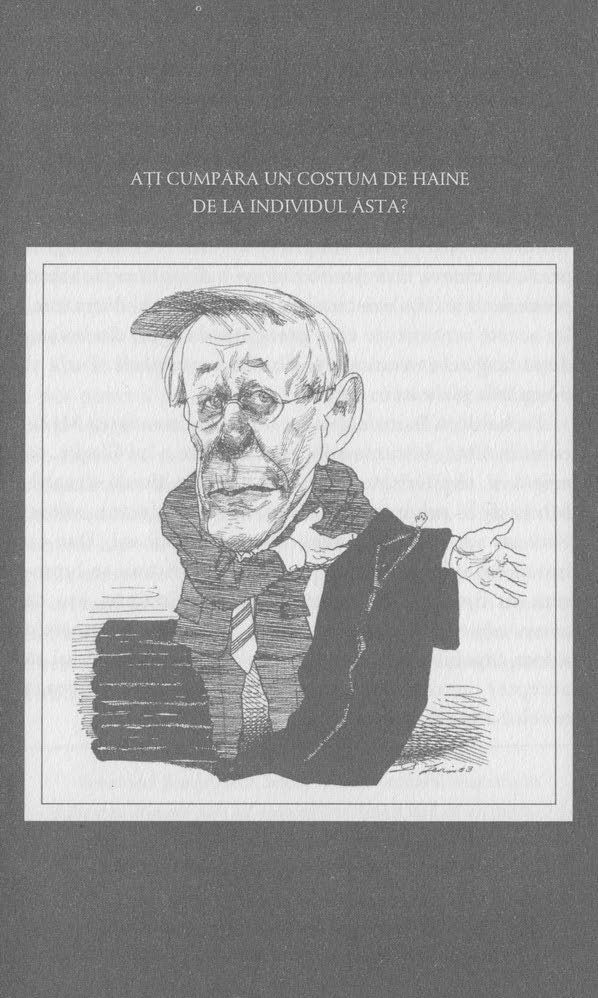 AȚI CUMPĂRA UN COSTUM DE HAINE
DE LA INDIVIDUL ĂSTA?